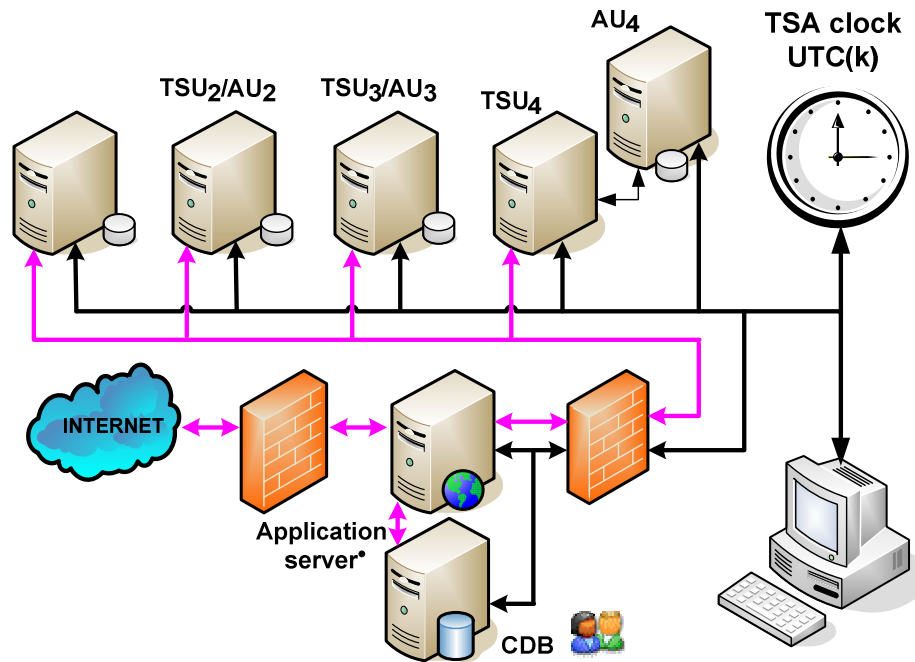 AU4
TSA clock
UTC(k)
TSU2/AU2
TSU3/AU3
TSU4
INTERNET
Application
server•
CDB